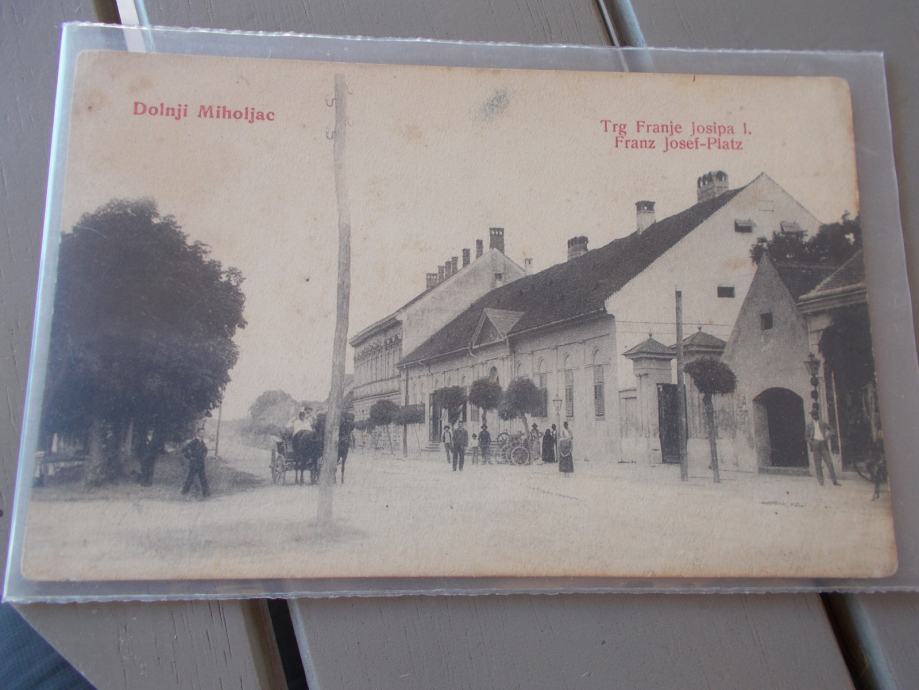 Dolnji Miholjac
Trg Franje Josipa I.
Franz Josef-Platz